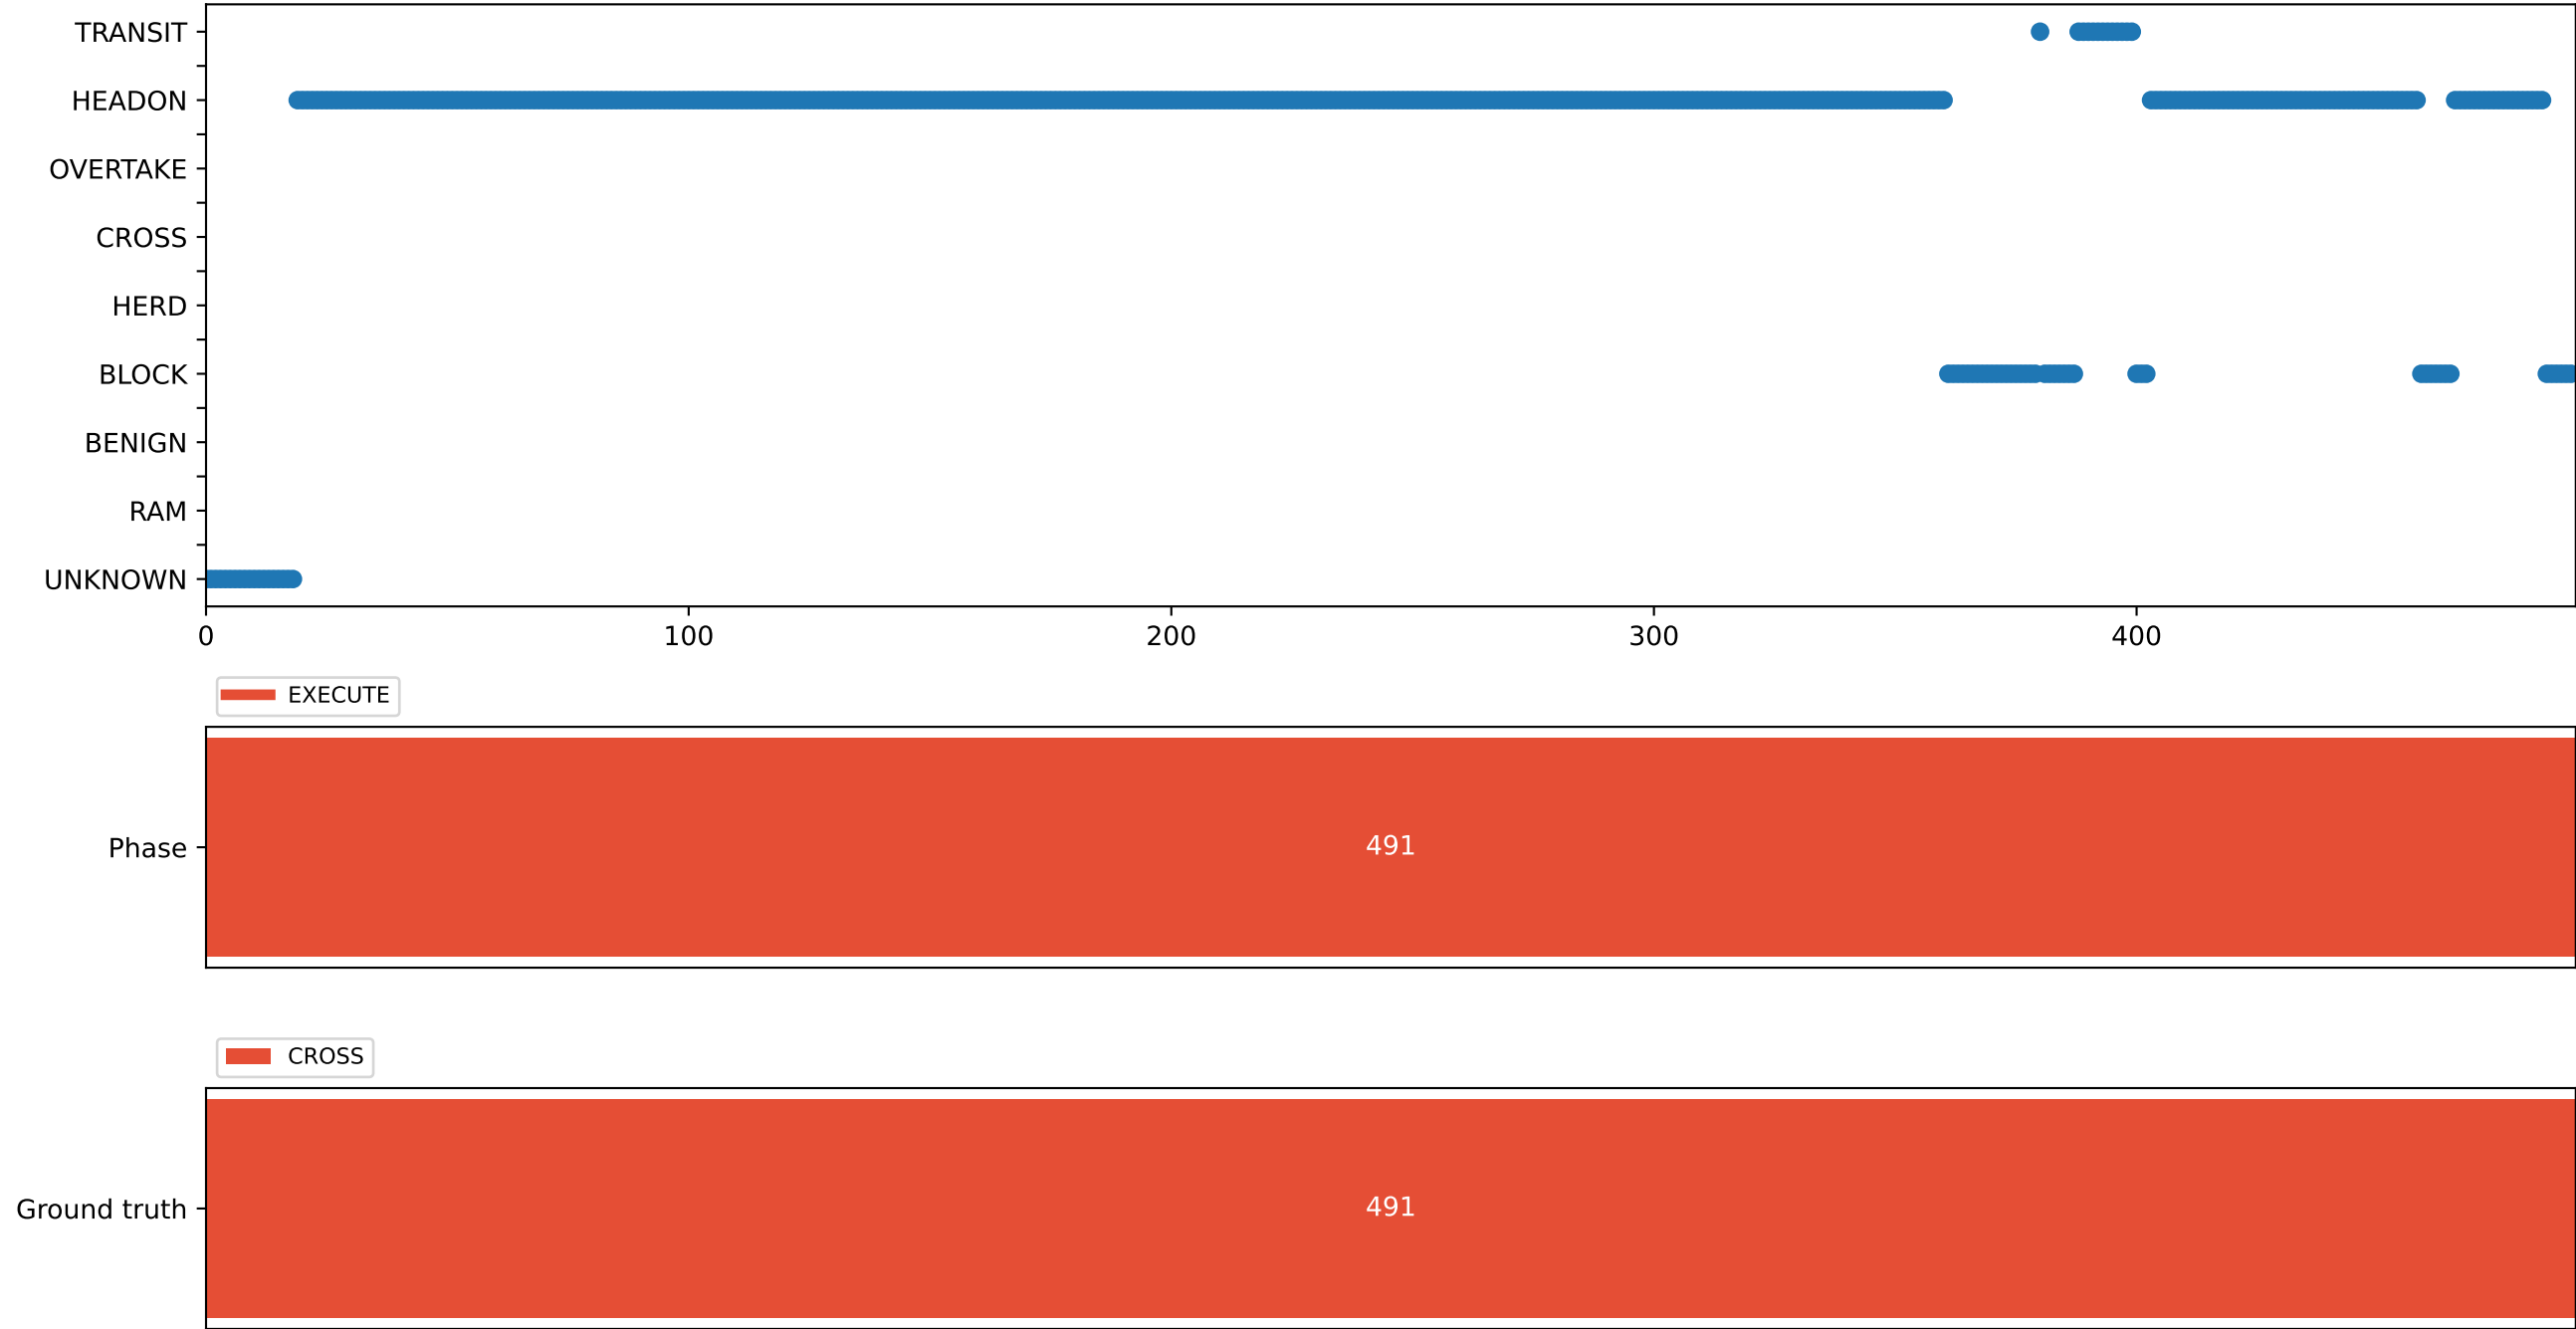 TRANSIT
HEADON
OVERTAKE
CROSS
HERD
BLOCK
BENIGN
RAM
UNKNOWN
0 100 200 300 400
EXECUTE
Phase 491
CROSS
Ground truth 491